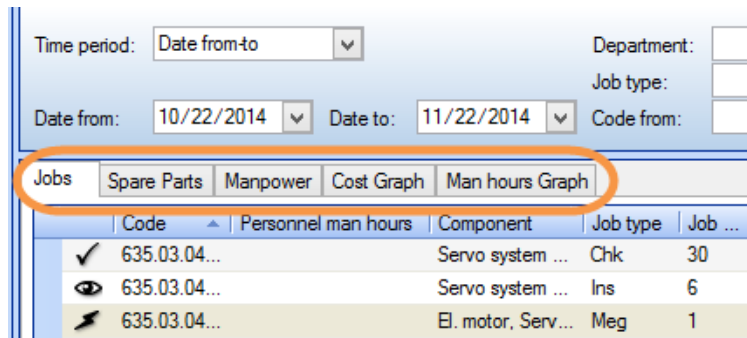 Time period: Date from-to Department:
Job type:
Date from: 10/22/2014 Date to: 11/22/2014 Code from:
Jobs Spare Parts Manpower Cost Graph Man hours Graph
Code Personnel man hours Component Job type Job ...
635.03.04... Servo system ... Chk 30
635.03.04... Servo system ... Ins 6
635.03.04... El. motor, Serv... Meg 1